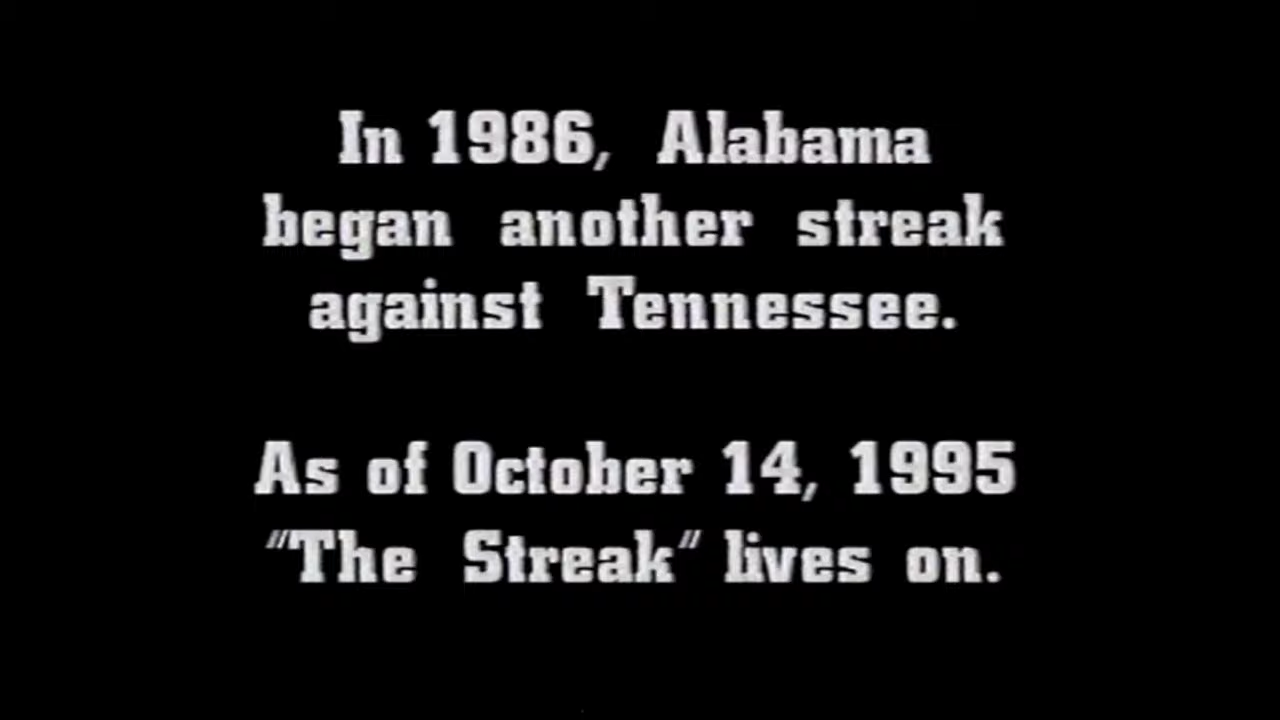 In 1986, Alabama
began another streak
against Tennessee.
As of October 14, 1995
"The Streak" lives on.